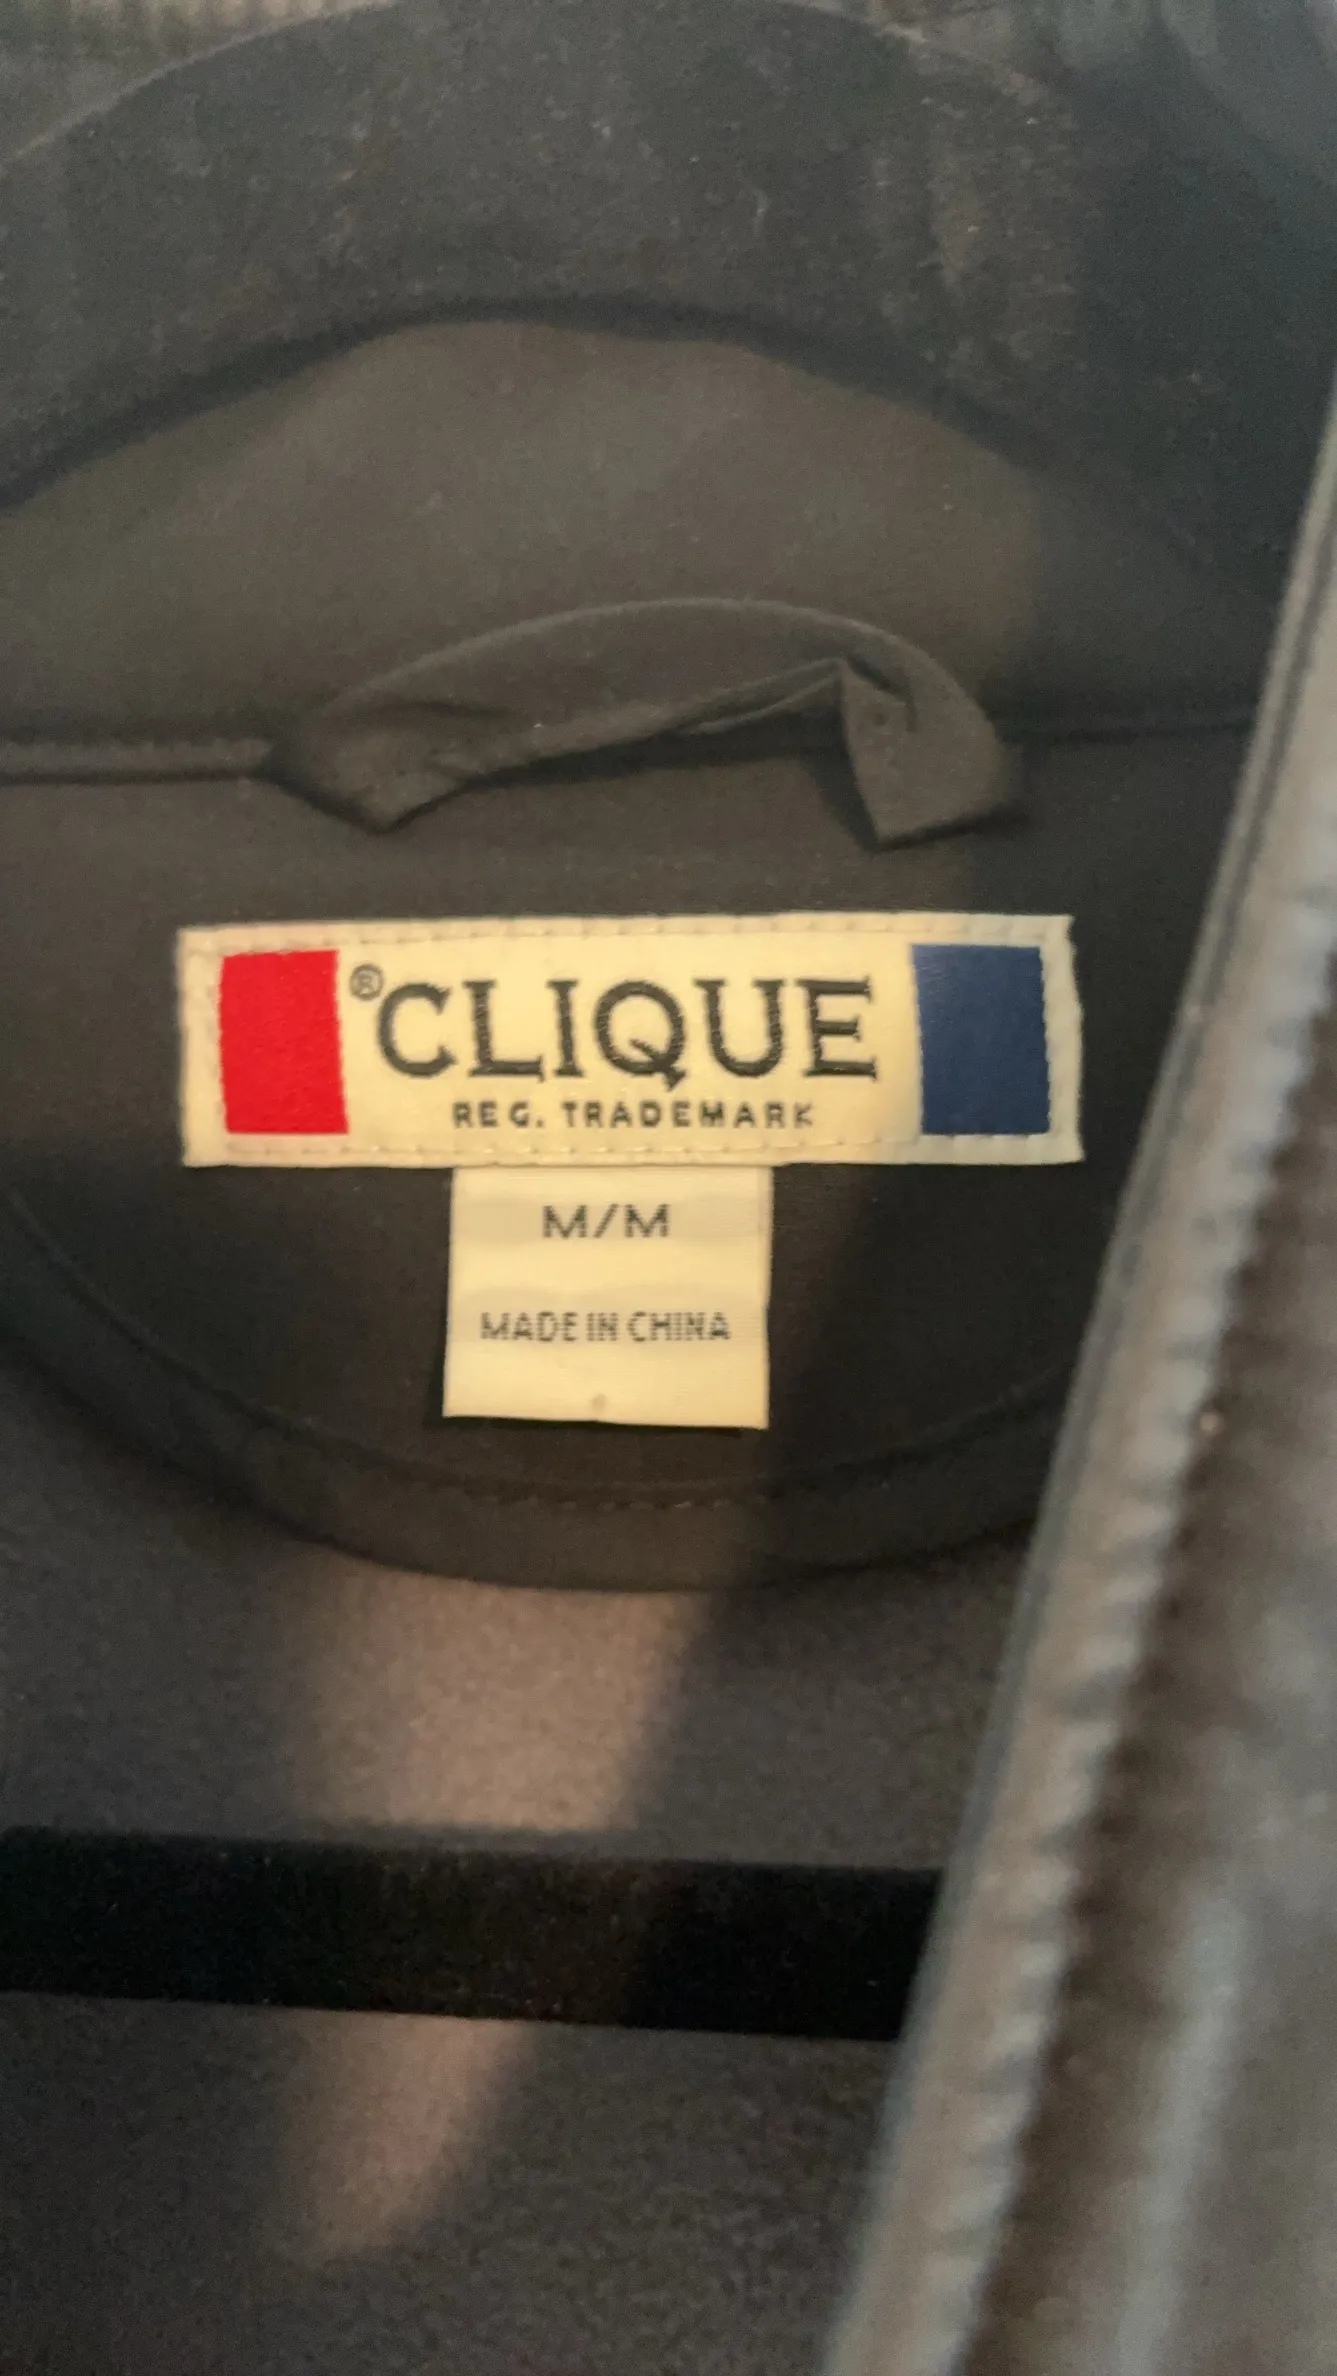 ®CLIQUE
REG. TRADEMARK
M/M
MADE IN CHINA